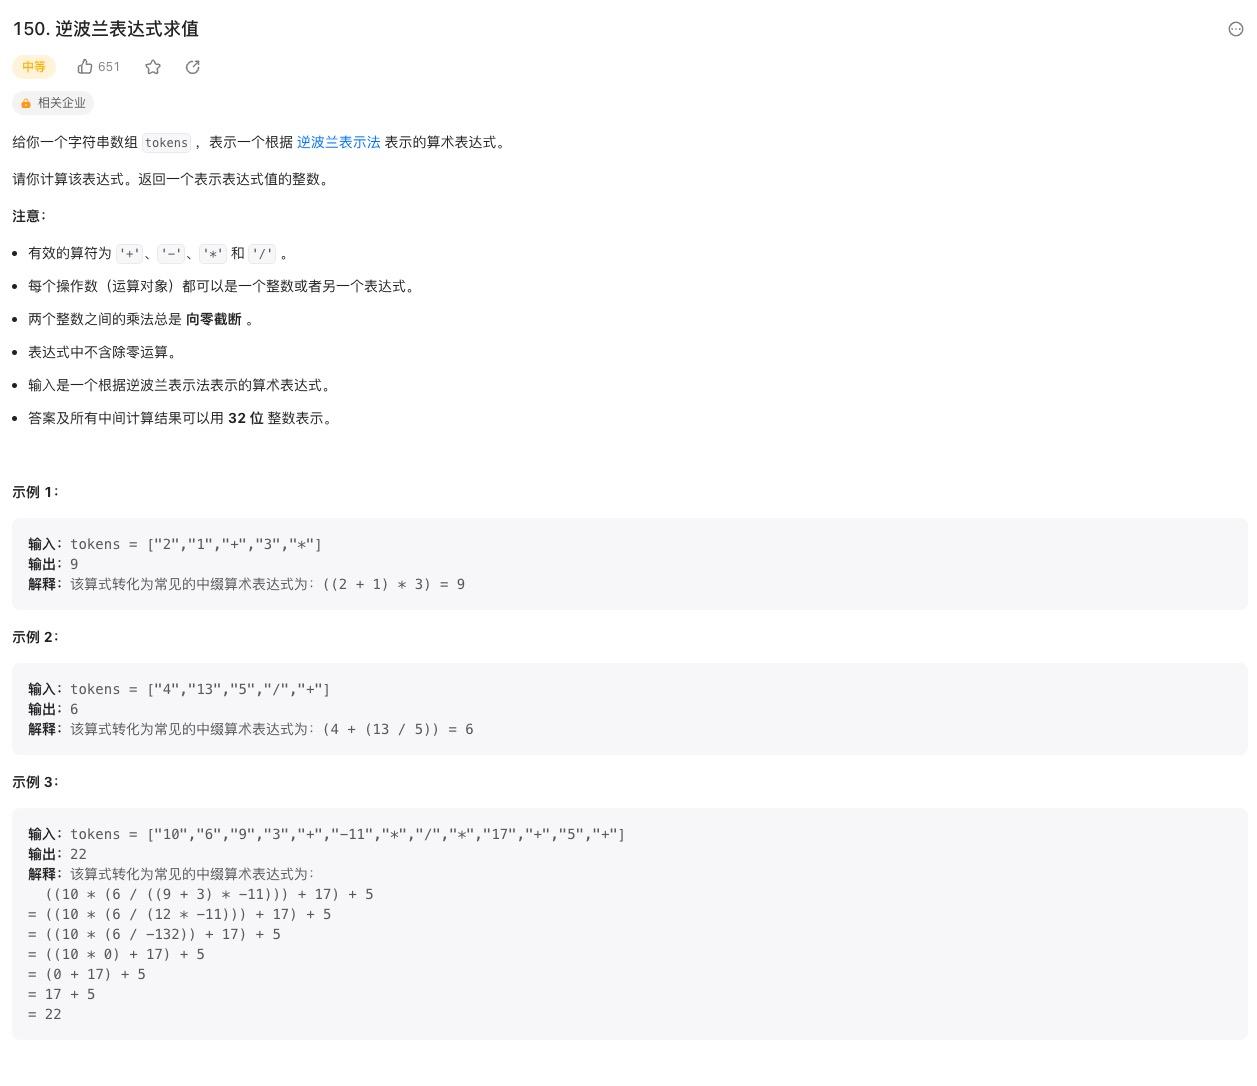 150. 逆波兰表达式求值
中等 651
相关企业
给你一个字符串数组 tokens ，表示一个根据 逆波兰表示法 表示的算术表达式。
请你计算该表达式。返回一个表示表达式值的整数。
注意：
有效的算符为 '+'、'-'、'*' 和 '/' 。
每个操作数（运算对象）都可以是一个整数或者另一个表达式。
两个整数之间的乘法总是 向零截断 。
表达式中不含除零运算。
输入是一个根据逆波兰表示法表示的算术表达式。
答案及所有中间计算结果可以用 32 位 整数表示。
示例 1：
输入：tokens = ["2","1","+","3","*"]
输出：9
解释：该算式转化为常见的中缀算术表达式为：((2 + 1) * 3) = 9
示例 2：
输入：tokens = ["4","13","5","/","+"]
输出：6
解释：该算式转化为常见的中缀算术表达式为：(4 + (13 / 5)) = 6
示例 3：
输入：tokens = ["10","6","9","3","+","-11","*","/","*","17","+","5","+"]
输出：22
解释：该算式转化为常见的中缀算术表达式为：
((10 * (6 / ((9 + 3) * -11))) + 17) + 5
= ((10 * (6 / (12 * -11))) + 17) + 5
= ((10 * (6 / -132)) + 17) + 5
= ((10 * 0) + 17) + 5
= (0 + 17) + 5
= 17 + 5
= 22